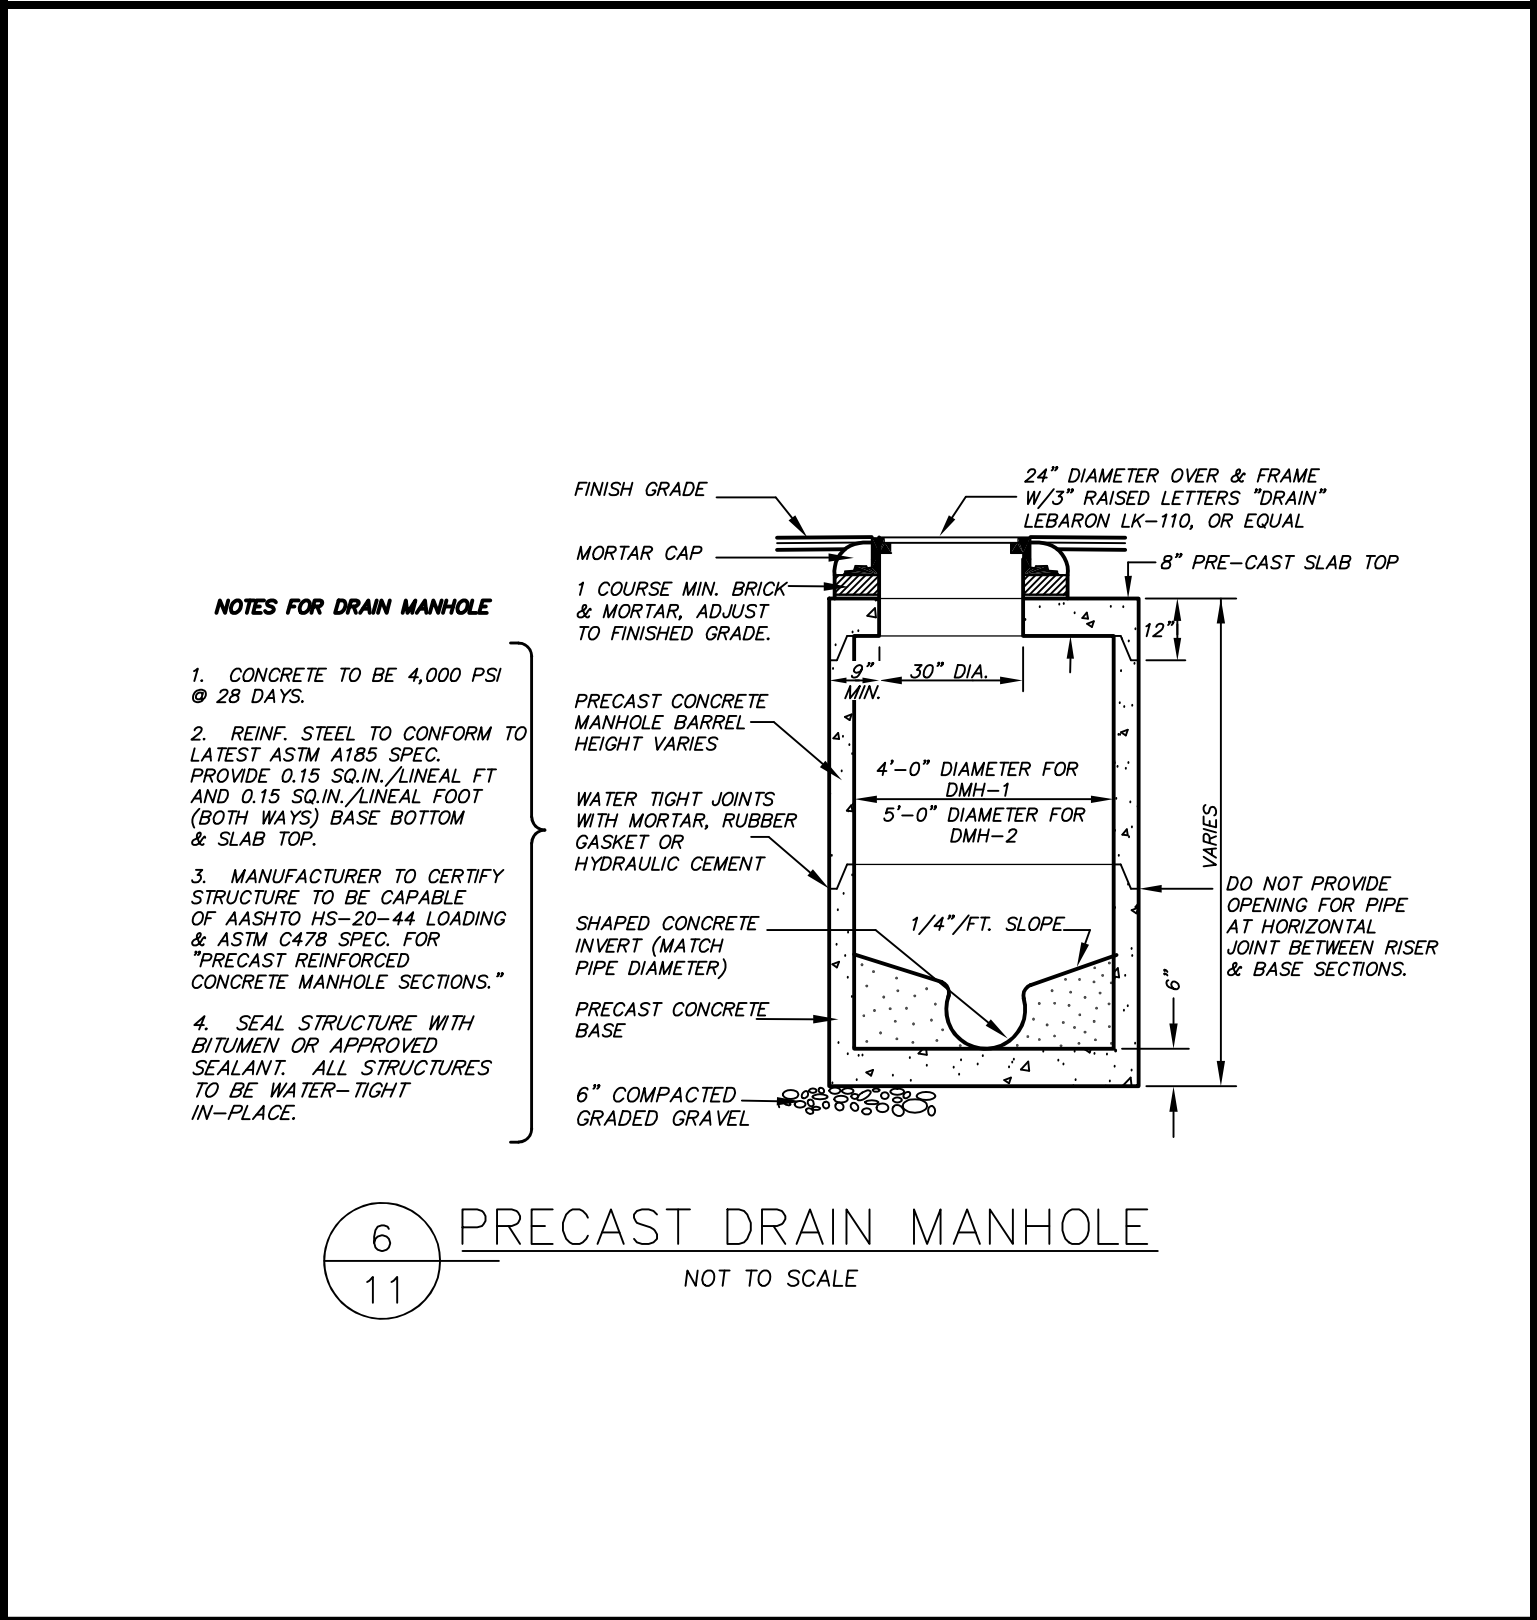 FINISH GRADE
24" DIAMETER OVER & FRAME
W/3" RAISED LETTERS "DRAIN"
LEBARON LK-110, OR EQUAL
MORTAR CAP
8" PRE-CAST SLAB TOP
1 COURSE MIN. BRICK
& MORTAR, ADJUST
TO FINISHED GRADE.
12"
9"
MIN.
30" DIA.
PRECAST CONCRETE
MANHOLE BARREL
HEIGHT VARIES
4'-0" DIAMETER FOR
DMH-1
5'-0" DIAMETER FOR
DMH-2
WATER TIGHT JOINTS
WITH MORTAR, RUBBER
GASKET OR
HYDRAULIC CEMENT
VARIES
DO NOT PROVIDE
OPENING FOR PIPE
AT HORIZONTAL
JOINT BETWEEN RISER
& BASE SECTIONS.
SHAPED CONCRETE
INVERT (MATCH
PIPE DIAMETER)
1/4"/FT. SLOPE
6"
PRECAST CONCRETE
BASE
6" COMPACTED
GRADED GRAVEL
NOTES FOR DRAIN MANHOLE
1. CONCRETE TO BE 4,000 PSI
@ 28 DAYS.
2. REINF. STEEL TO CONFORM TO
LATEST ASTM A185 SPEC.
PROVIDE 0.15 SQ.IN./LINEAL FT
AND 0.15 SQ.IN./LINEAL FOOT
(BOTH WAYS) BASE BOTTOM
& SLAB TOP.
3. MANUFACTURER TO CERTIFY
STRUCTURE TO BE CAPABLE
OF AASHTO HS-20-44 LOADING
& ASTM C478 SPEC. FOR
"PRECAST REINFORCED
CONCRETE MANHOLE SECTIONS."
4. SEAL STRUCTURE WITH
BITUMEN OR APPROVED
SEALANT. ALL STRUCTURES
TO BE WATER-TIGHT
IN-PLACE.
6
11
PRECAST DRAIN MANHOLE
NOT TO SCALE